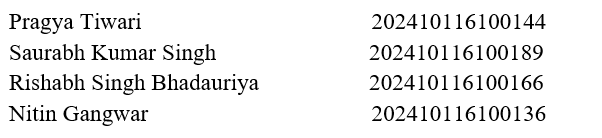 Pragya Tiwari 202410116100144
Saurabh Kumar Singh 202410116100189
Rishabh Singh Bhadauriya 202410116100166
Nitin Gangwar 202410116100136